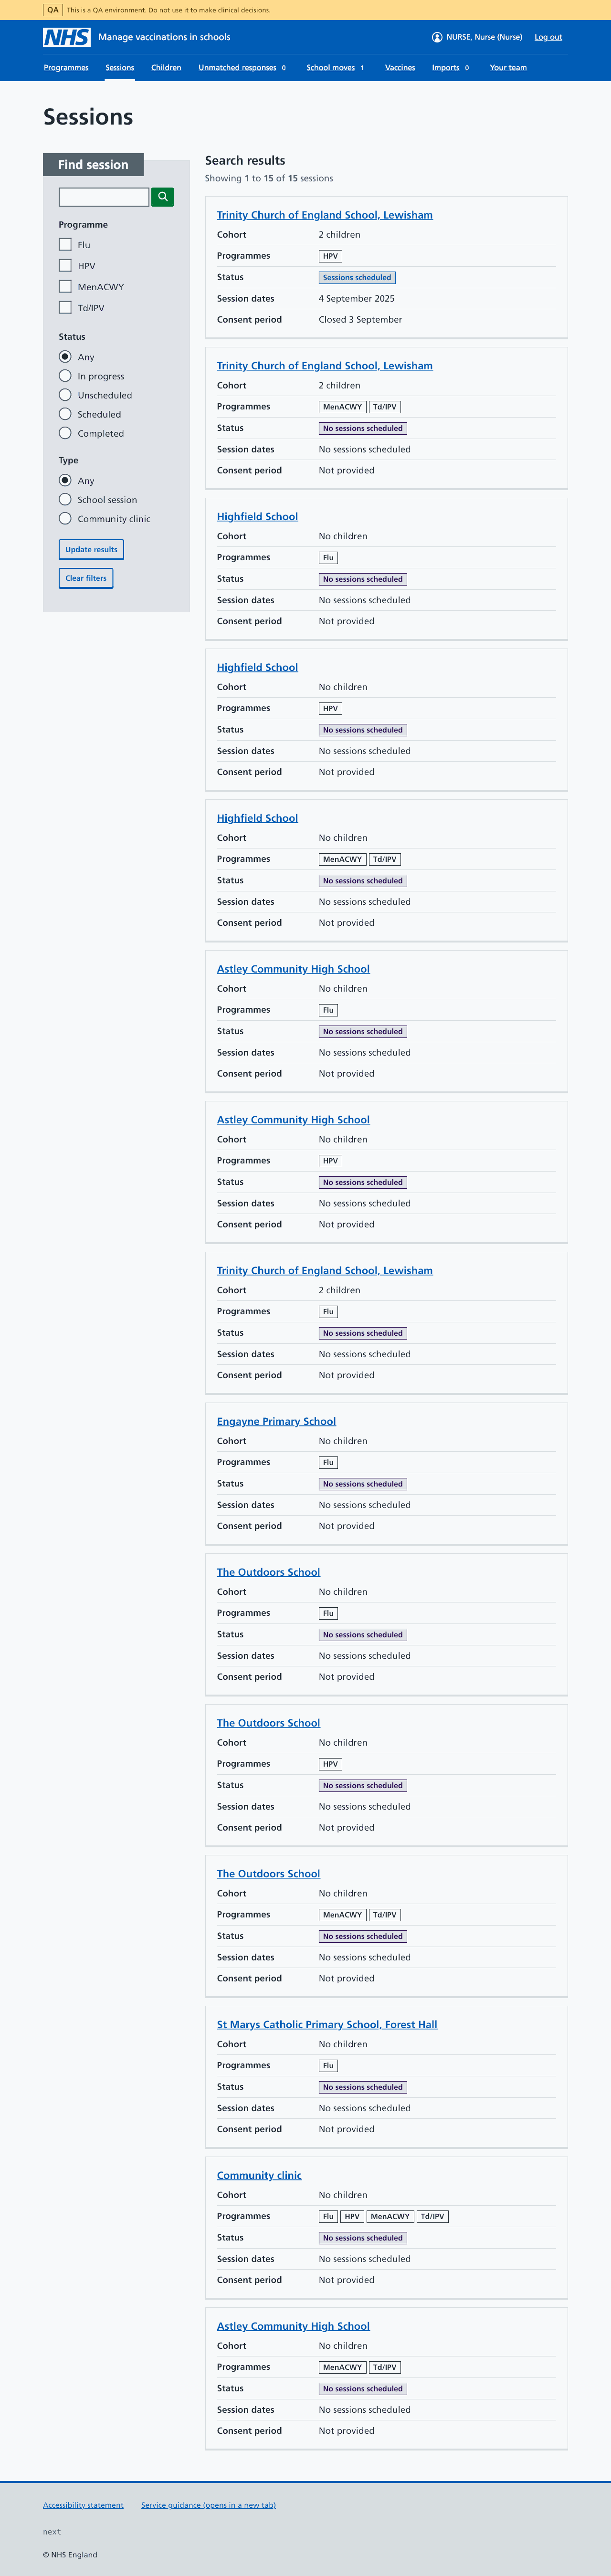 QA This is a QA environment. Do not use it to make clinical decisions.
NHS Manage vaccinations in schools NURSE, Nurse (Nurse) Log out
Programmes Sessions Children Unmatched responses 0 School moves 1 Vaccines Imports 0 Your team
Sessions
Find session
Programme
Flu
HPV
MenACWY
Td/IPV
Status
Any
In progress
Unscheduled
Scheduled
Completed
Type
Any
School session
Community clinic
Update results
Clear filters
Search results
Showing 1 to 15 of 15 sessions
Trinity Church of England School, Lewisham
Cohort 2 children
Programmes HPV
Status Sessions scheduled
Session dates 4 September 2025
Consent period Closed 3 September
Trinity Church of England School, Lewisham
Cohort 2 children
Programmes MenACWY Td/IPV
Status No sessions scheduled
Session dates No sessions scheduled
Consent period Not provided
Highfield School
Cohort No children
Programmes Flu
Status No sessions scheduled
Session dates No sessions scheduled
Consent period Not provided
Highfield School
Cohort No children
Programmes HPV
Status No sessions scheduled
Session dates No sessions scheduled
Consent period Not provided
Highfield School
Cohort No children
Programmes MenACWY Td/IPV
Status No sessions scheduled
Session dates No sessions scheduled
Consent period Not provided
Astley Community High School
Cohort No children
Programmes Flu
Status No sessions scheduled
Session dates No sessions scheduled
Consent period Not provided
Astley Community High School
Cohort No children
Programmes HPV
Status No sessions scheduled
Session dates No sessions scheduled
Consent period Not provided
Trinity Church of England School, Lewisham
Cohort 2 children
Programmes Flu
Status No sessions scheduled
Session dates No sessions scheduled
Consent period Not provided
Engayne Primary School
Cohort No children
Programmes Flu
Status No sessions scheduled
Session dates No sessions scheduled
Consent period Not provided
The Outdoors School
Cohort No children
Programmes Flu
Status No sessions scheduled
Session dates No sessions scheduled
Consent period Not provided
The Outdoors School
Cohort No children
Programmes HPV
Status No sessions scheduled
Session dates No sessions scheduled
Consent period Not provided
The Outdoors School
Cohort No children
Programmes MenACWY Td/IPV
Status No sessions scheduled
Session dates No sessions scheduled
Consent period Not provided
St Marys Catholic Primary School, Forest Hall
Cohort No children
Programmes Flu
Status No sessions scheduled
Session dates No sessions scheduled
Consent period Not provided
Community clinic
Cohort No children
Programmes Flu HPV MenACWY Td/IPV
Status No sessions scheduled
Session dates No sessions scheduled
Consent period Not provided
Astley Community High School
Cohort No children
Programmes MenACWY Td/IPV
Status No sessions scheduled
Session dates No sessions scheduled
Consent period Not provided
Accessibility statement Service guidance (opens in a new tab)
next
© NHS England